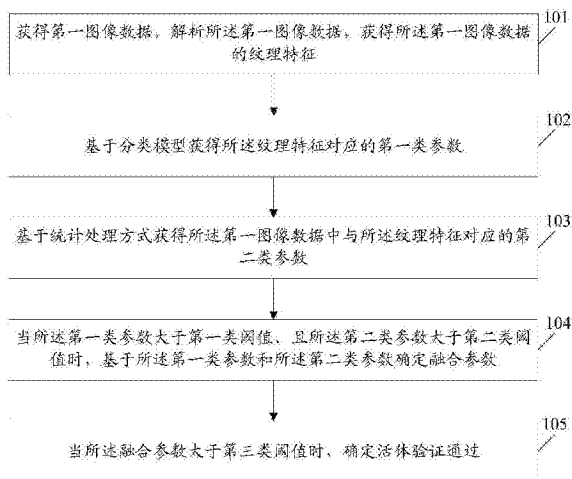 101
获得第一图像数据，解析所述第一图像数据，获得所述第一图像数据
的纹理特征
102
基于分类模型获得所述纹理特征对应的第一类参数
103
基于统计处理方式获得所述第一图像数据中与所述纹理特征对应的第
二类参数
104
当所述第一类参数大于第一类阈值、且所述第二类参数大于第二类阈
值时、基于所述第一类参数和所述第二类参数确定融合参数
105
当所述融合参数大于第三类阈值时、确定活体验证通过